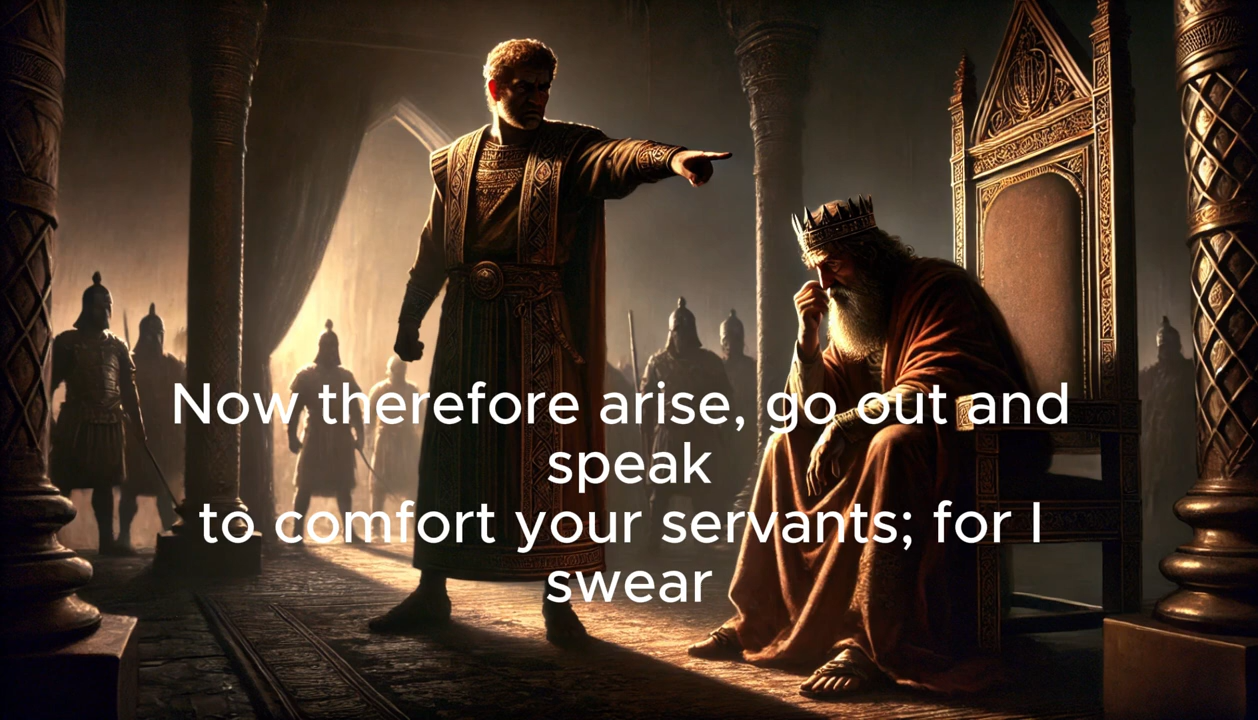 Now therefore arise, go out and
speak
to comfort your servants; for I
swear